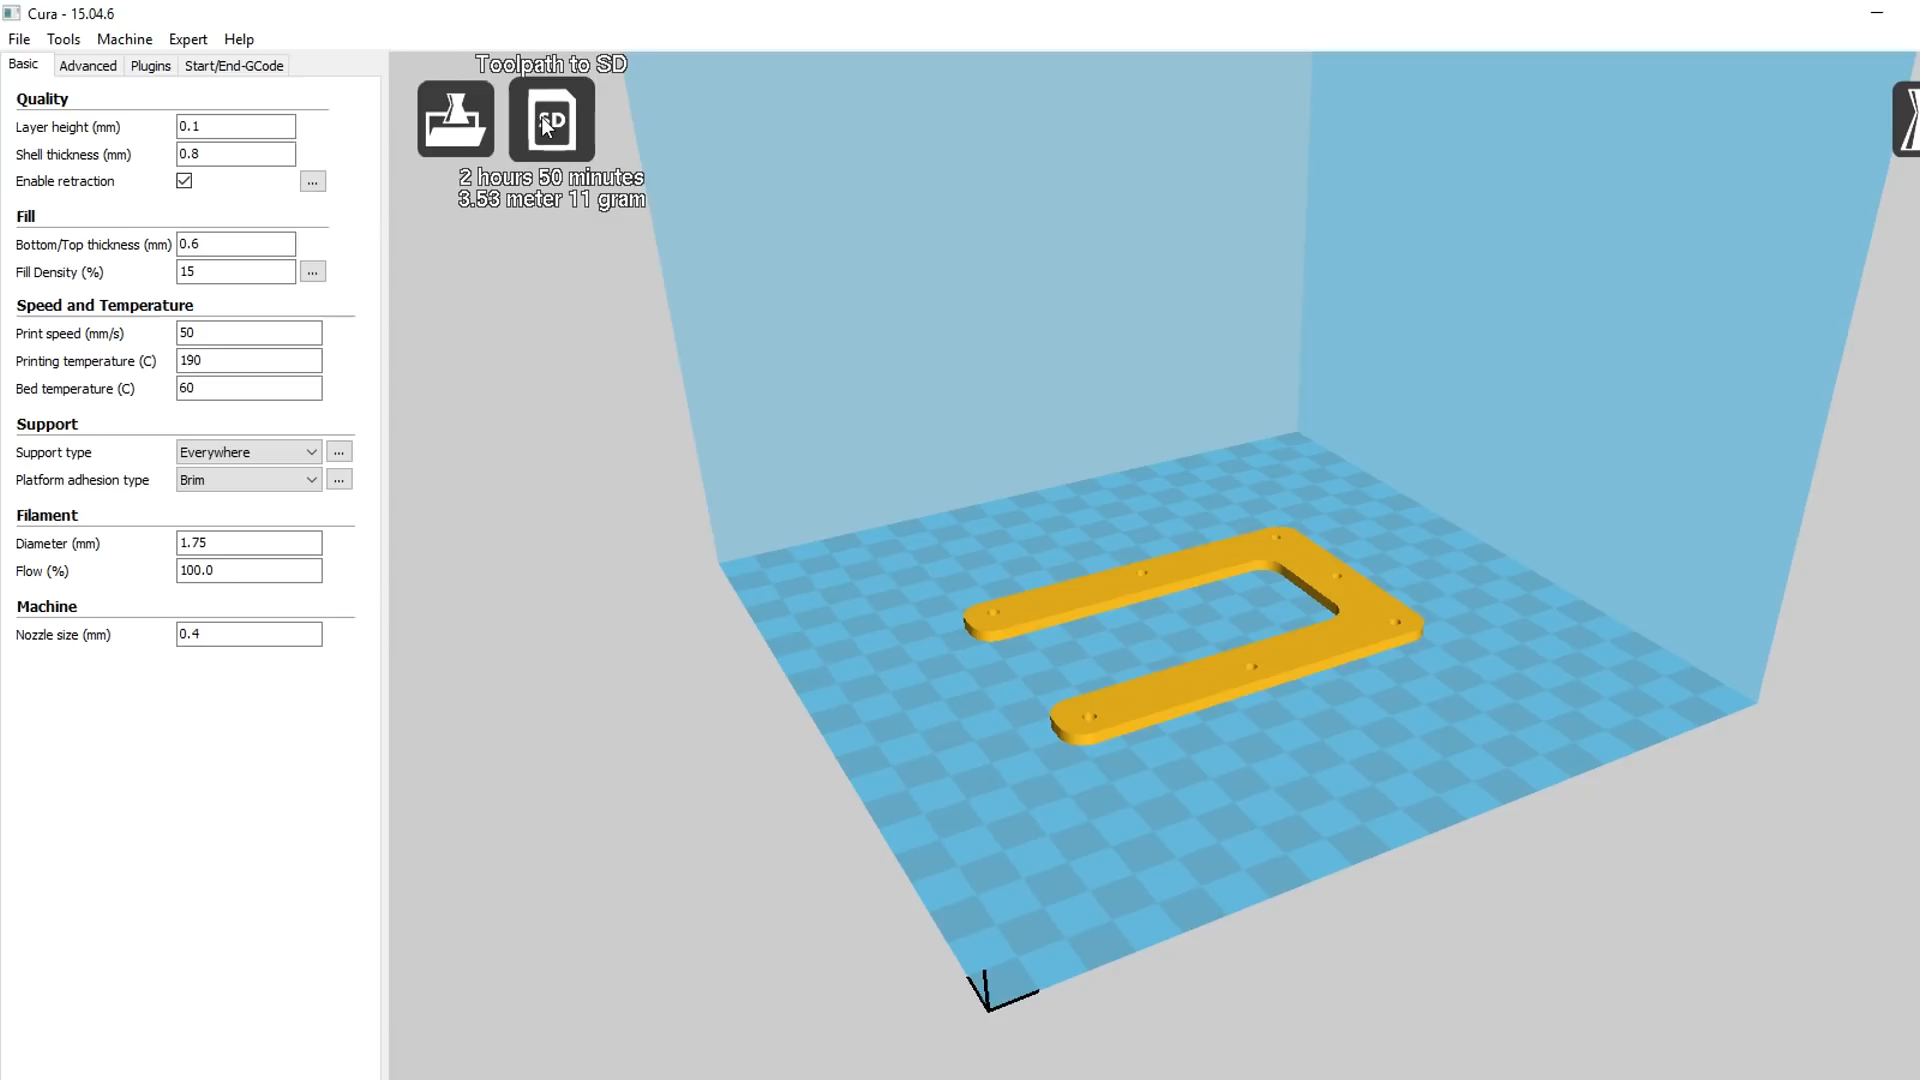 Cura - 15.04.6
File Tools Machine Expert Help
Basic Advanced Plugins Start/End-GCode
Toolpath to SD
SD
2 hours 50 minutes
3.53 meter 11 gram
Quality
Layer height (mm) 0.1
Shell thickness (mm) 0.8
Enable retraction ...
Fill
Bottom/Top thickness (mm) 0.6
Fill Density (%) 15 ...
Speed and Temperature
Print speed (mm/s) 50
Printing temperature (C) 190
Bed temperature (C) 60
Support
Support type Everywhere ...
Platform adhesion type Brim ...
Filament
Diameter (mm) 1.75
Flow (%) 100.0
Machine
Nozzle size (mm) 0.4